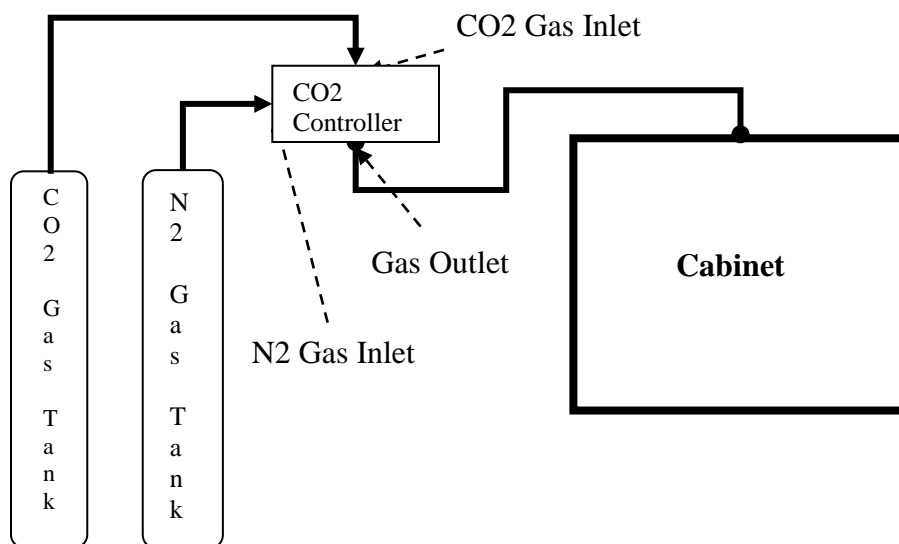 CO2 Gas Inlet
CO2
Controller
C
O
2
G
a
s
T
a
n
k
N
2
G
a
s
T
a
n
k
Gas Outlet
Cabinet
N2 Gas Inlet